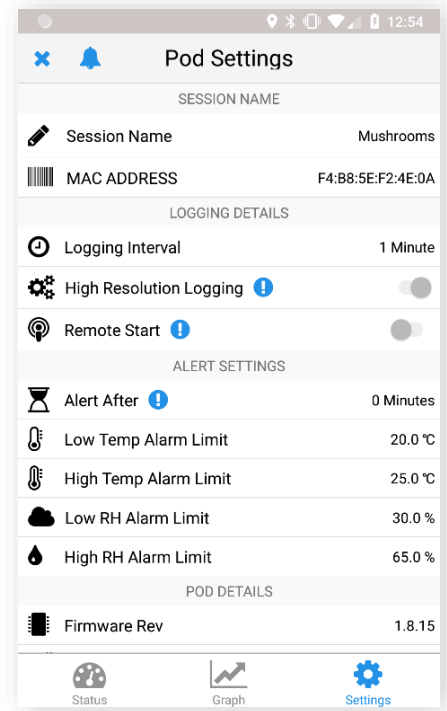 12:54
Pod Settings
SESSION NAME
Session Name Mushrooms
MAC ADDRESS F4:B8:5E:F2:4E:0A
LOGGING DETAILS
Logging Interval 1 Minute
High Resolution Logging
Remote Start
ALERT SETTINGS
Alert After 0 Minutes
Low Temp Alarm Limit 20.0 ℃
High Temp Alarm Limit 25.0 ℃
Low RH Alarm Limit 30.0 %
High RH Alarm Limit 65.0 %
POD DETAILS
Firmware Rev 1.8.15
Status Graph Settings